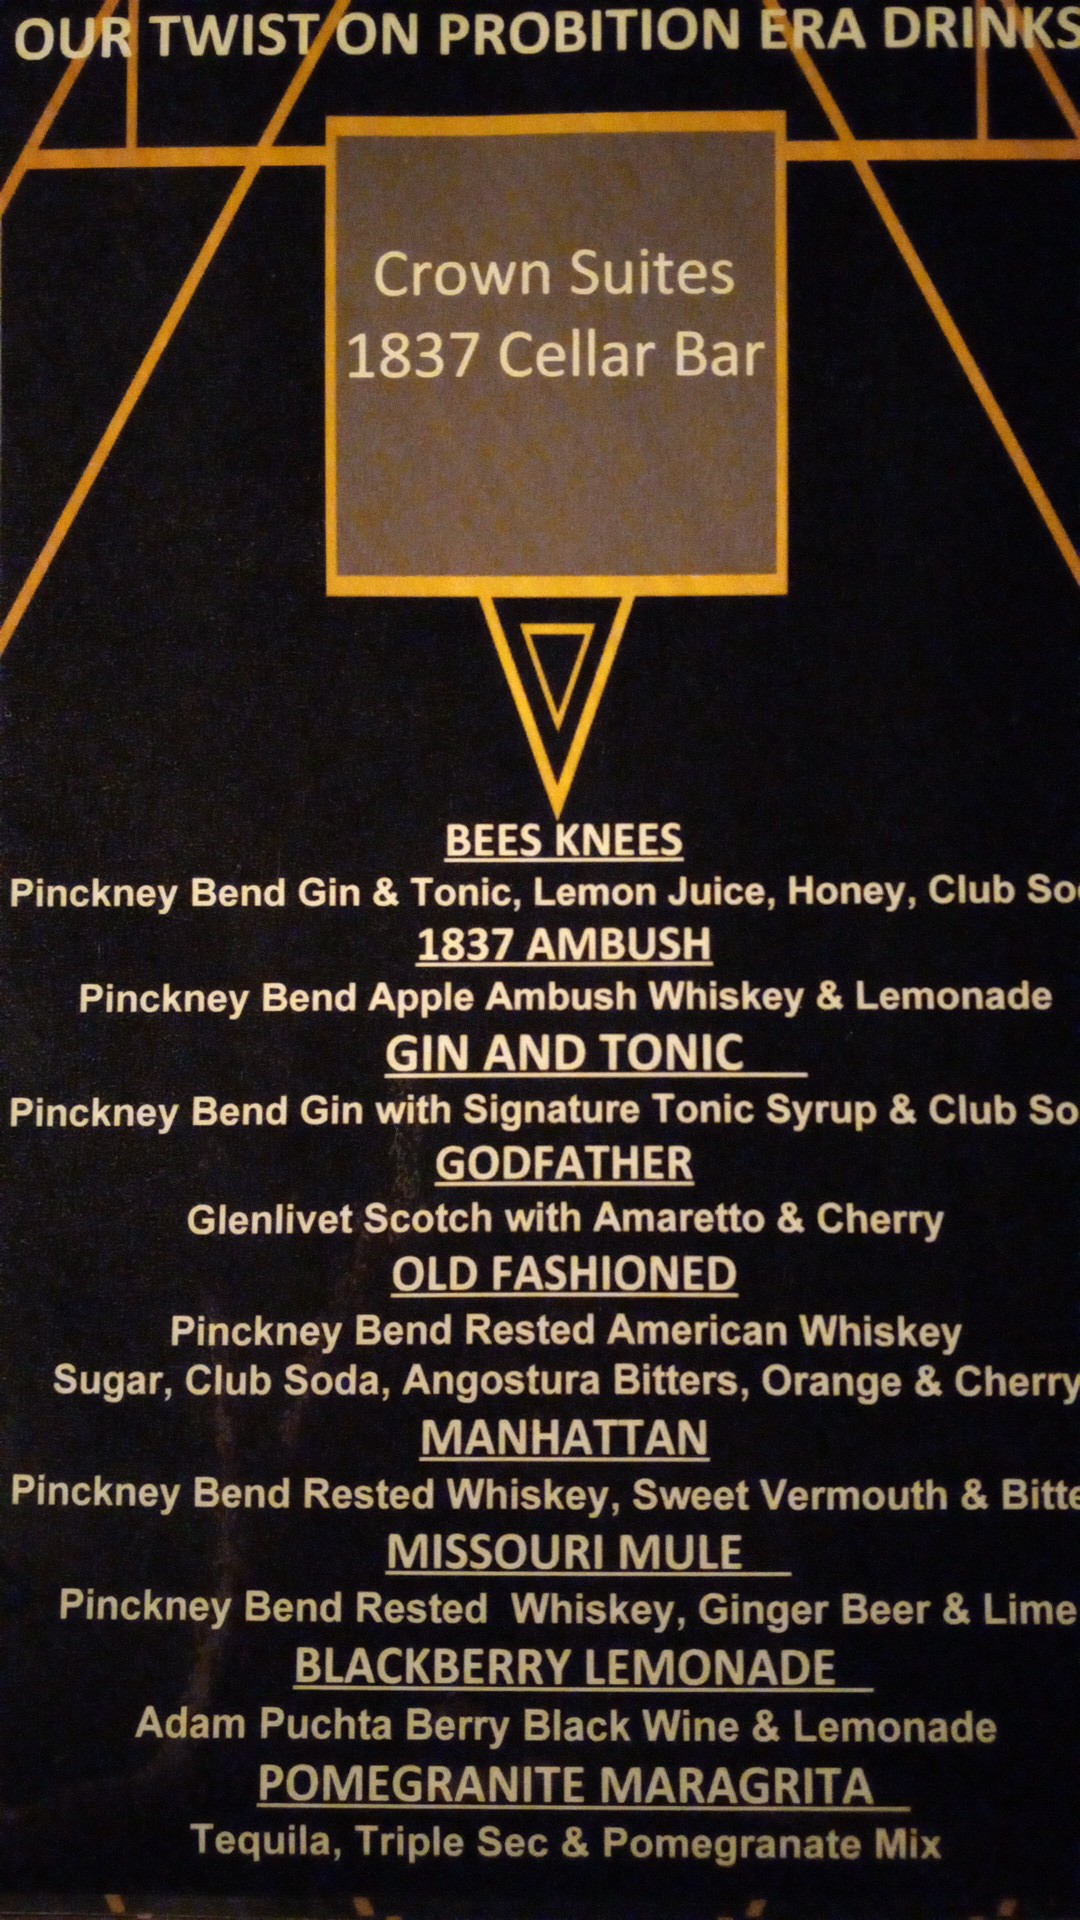 OUR TWIST ON PROBITION ERA DRINKS
Crown Suites
1837 Cellar Bar
BEES KNEES
Pinckney Bend Gin & Tonic, Lemon Juice, Honey, Club So
1837 AMBUSH
Pinckney Bend Apple Ambush Whiskey & Lemonade
GIN AND TONIC
Pinckney Bend Gin with Signature Tonic Syrup & Club So
GODFATHER
Glenlivet Scotch with Amaretto & Cherry
OLD FASHIONED
Pinckney Bend Rested American Whiskey
Sugar, Club Soda, Angostura Bitters, Orange & Cherry
MANHATTAN
Pinckney Bend Rested Whiskey, Sweet Vermouth & Bitte
MISSOURI MULE
Pinckney Bend Rested Whiskey, Ginger Beer & Lime
BLACKBERRY LEMONADE
Adam Puchta Berry Black Wine & Lemonade
POMEGRANITE MARAGRITA
Tequila, Triple Sec & Pomegranate Mix